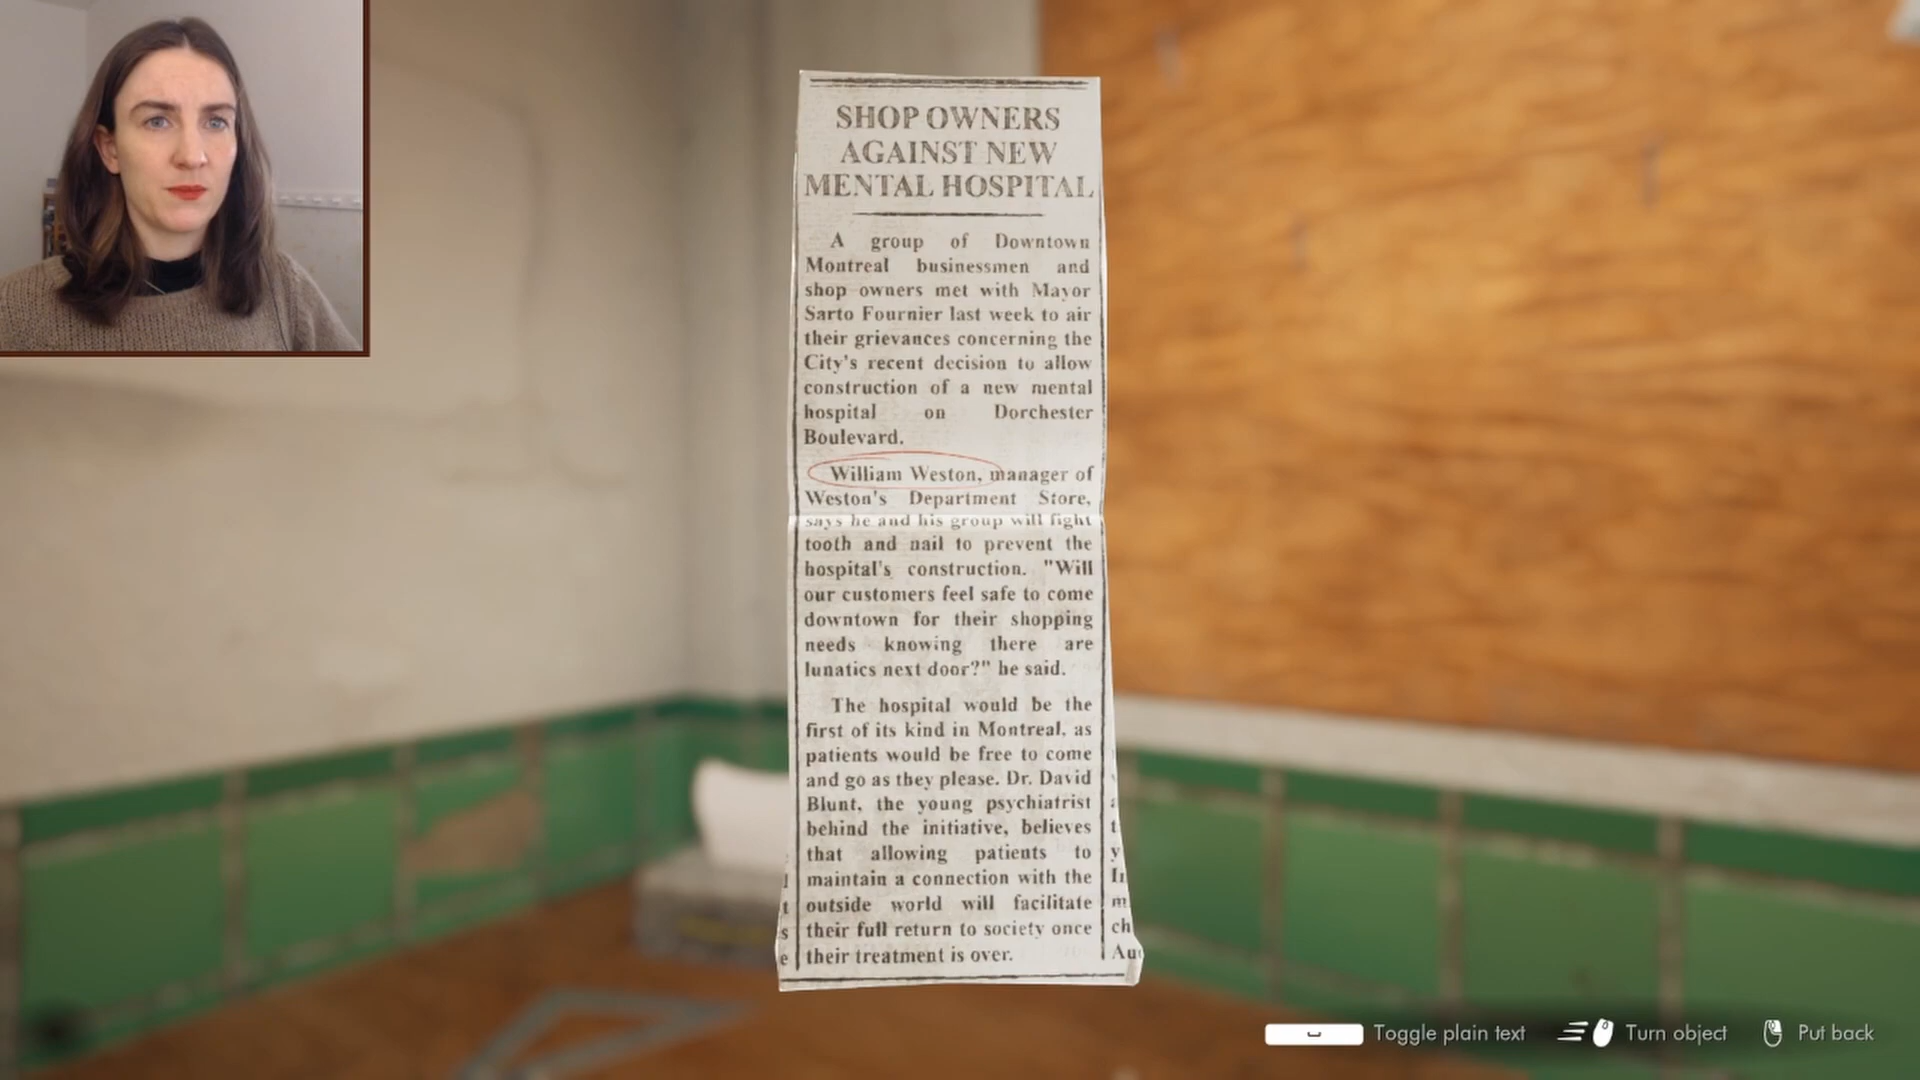 SHOP OWNERS
AGAINST NEW
MENTAL HOSPITAL
A group of Downtown
Montreal businessmen and
shop owners met with Mayor
Sarto Fournier last week to air
their grievances concerning the
City's recent decision to allow
construction of a new mental
hospital on Dorchester
Boulevard.
William Weston, manager of
Weston's Department Store,
says he and his group will fight
tooth and nail to prevent the
hospital's construction. "Will
our customers feel safe to come
downtown for their shopping
needs knowing there are
lunatics next door?" he said.
The hospital would be the
first of its kind in Montreal, as
patients would be free to come
and go as they please. Dr. David
Blunt, the young psychiatrist
behind the initiative, believes
that allowing patients to
maintain a connection with the
outside world will facilitate
their full return to society once
their treatment is over.
Toggle plain text
Turn object
Put back